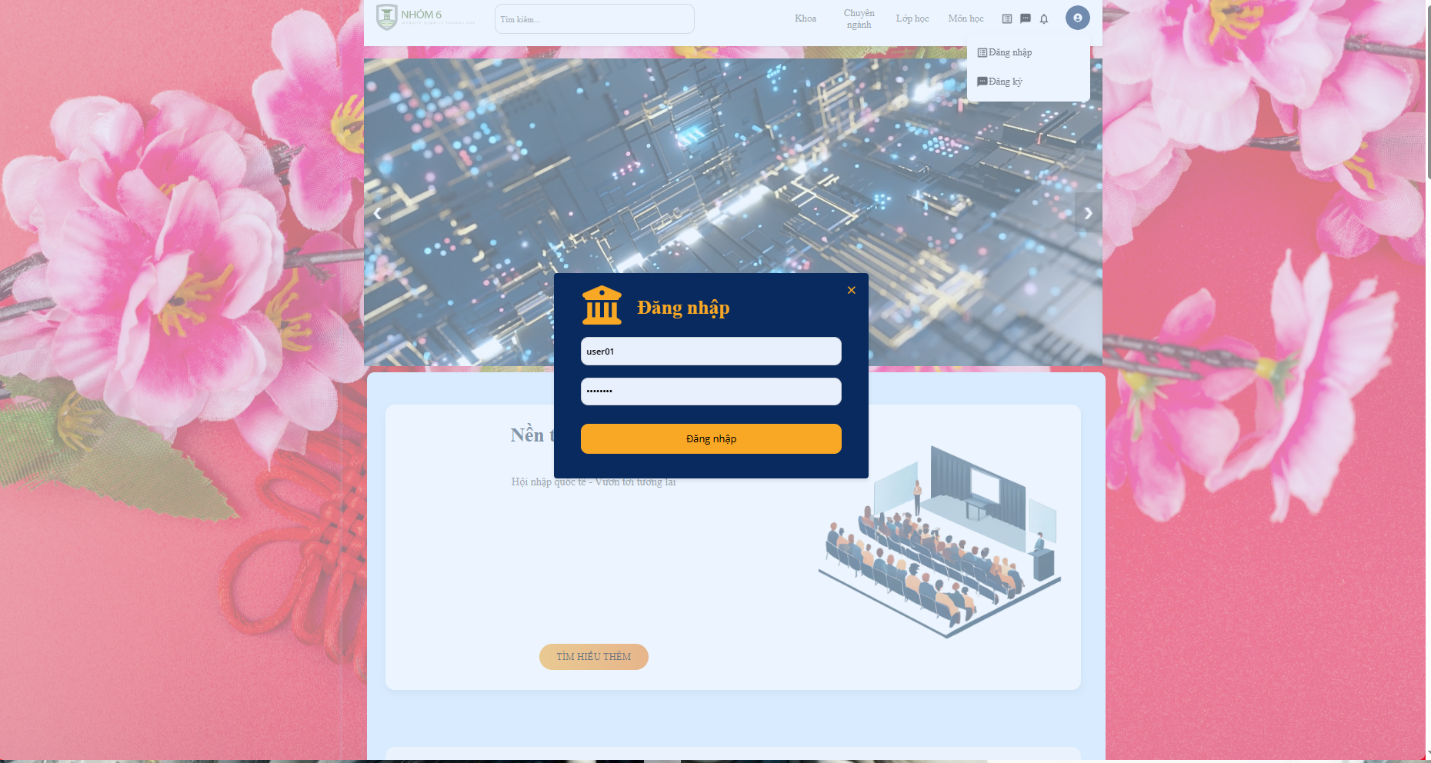 NHÓM 6
Tìm kiếm...
Khoa
Chuyên
ngành
Lớp học
Môn học
Đăng nhập
Đăng ký
Đăng nhập
user01
••••••••
Đăng nhập
Nền t
Hội nhập quốc tế - Vươn tới tương lai
TÌM HIỂU THÊM